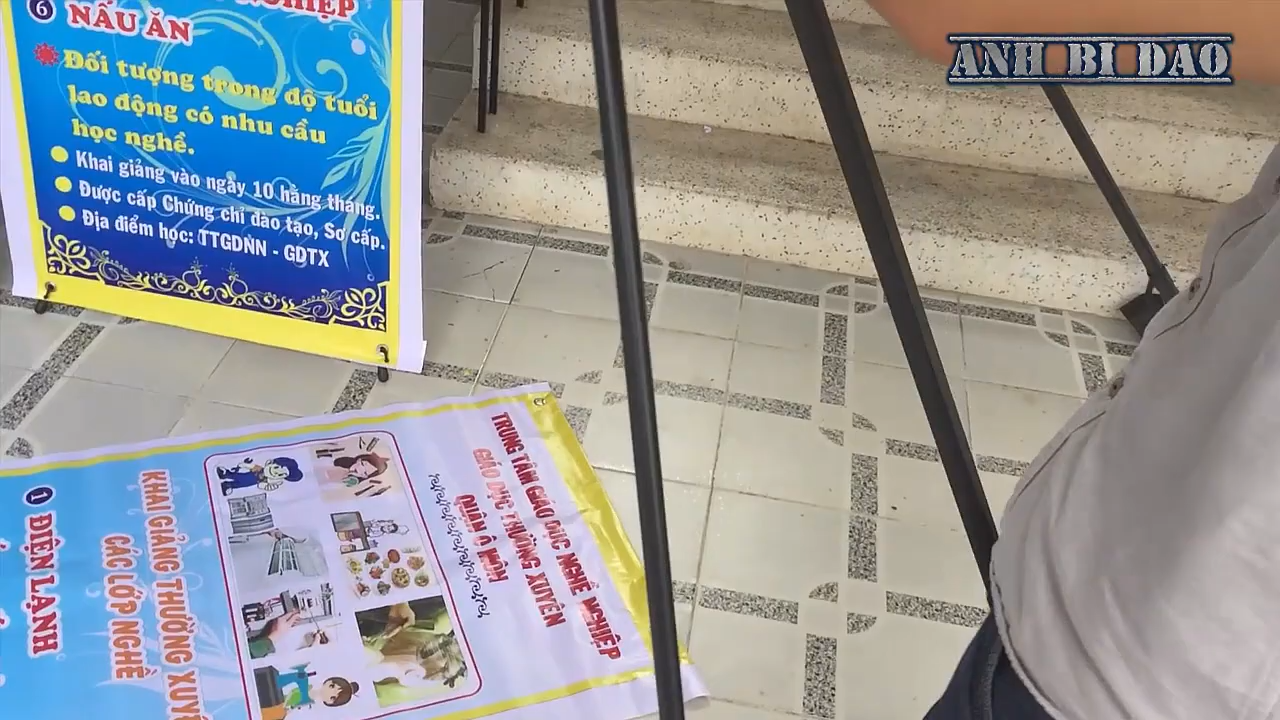 ANH BI DAO
6 NẤU ĂN
Đối tượng trong độ tuổi
lao động có nhu cầu
học nghề.
Khai giảng vào ngày 10 hằng tháng.
Được cấp Chứng chỉ đào tạo, Sơ cấp.
Địa điểm học: TTGDNN - GDTX
TRUNG TÂM GIÁO DỤC NGHỀ NGHIỆP
GIÁO DỤC THƯỜNG XUYÊN
QUẬN Ô MÔN
KHAI GIẢNG THƯỜNG XUYÊN
CÁC LỚP NGHỀ
1 ĐIỆN LẠNH